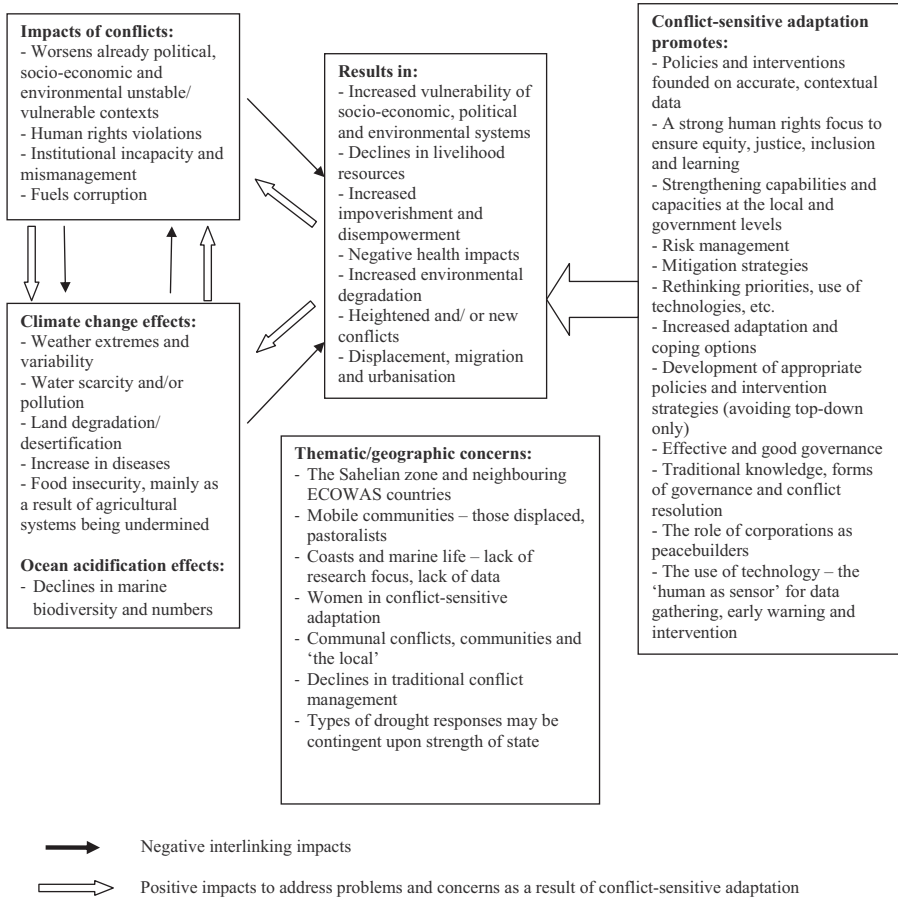 Impacts of conflicts:
- Worsens already political,
socio-economic and
environmental unstable/
vulnerable contexts
- Human rights violations
- Institutional incapacity and
mismanagement
- Fuels corruption
Climate change effects:
- Weather extremes and
variability
- Water scarcity and/or
pollution
- Land degradation/
desertification
- Increase in diseases
- Food insecurity, mainly as
a result of agricultural
systems being undermined
Ocean acidification effects:
- Declines in marine
biodiversity and numbers
Results in:
- Increased vulnerability of
socio-economic, political
and environmental systems
- Declines in livelihood
resources
- Increased
impoverishment and
disempowerment
- Negative health impacts
- Increased environmental
degradation
- Heightened and/ or new
conflicts
- Displacement, migration
and urbanisation
Thematic/geographic concerns:
- The Sahelian zone and neighbouring
ECOWAS countries
- Mobile communities – those displaced,
pastoralists
- Coasts and marine life – lack of
research focus, lack of data
- Women in conflict-sensitive
adaptation
- Communal conflicts, communities and
‘the local’
- Declines in traditional conflict
management
- Types of drought responses may be
contingent upon strength of state
Conflict-sensitive adaptation
promotes:
- Policies and interventions
founded on accurate, contextual
data
- A strong human rights focus to
ensure equity, justice, inclusion
and learning
- Strengthening capabilities and
capacities at the local and
government levels
- Risk management
- Mitigation strategies
- Rethinking priorities, use of
technologies, etc.
- Increased adaptation and
coping options
- Development of appropriate
policies and intervention
strategies (avoiding top-down
only)
- Effective and good governance
- Traditional knowledge, forms
of governance and conflict
resolution
- The role of corporations as
peacebuilders
- The use of technology – the
‘human as sensor’ for data
gathering, early warning and
intervention
Negative interlinking impacts
Positive impacts to address problems and concerns as a result of conflict-sensitive adaptation